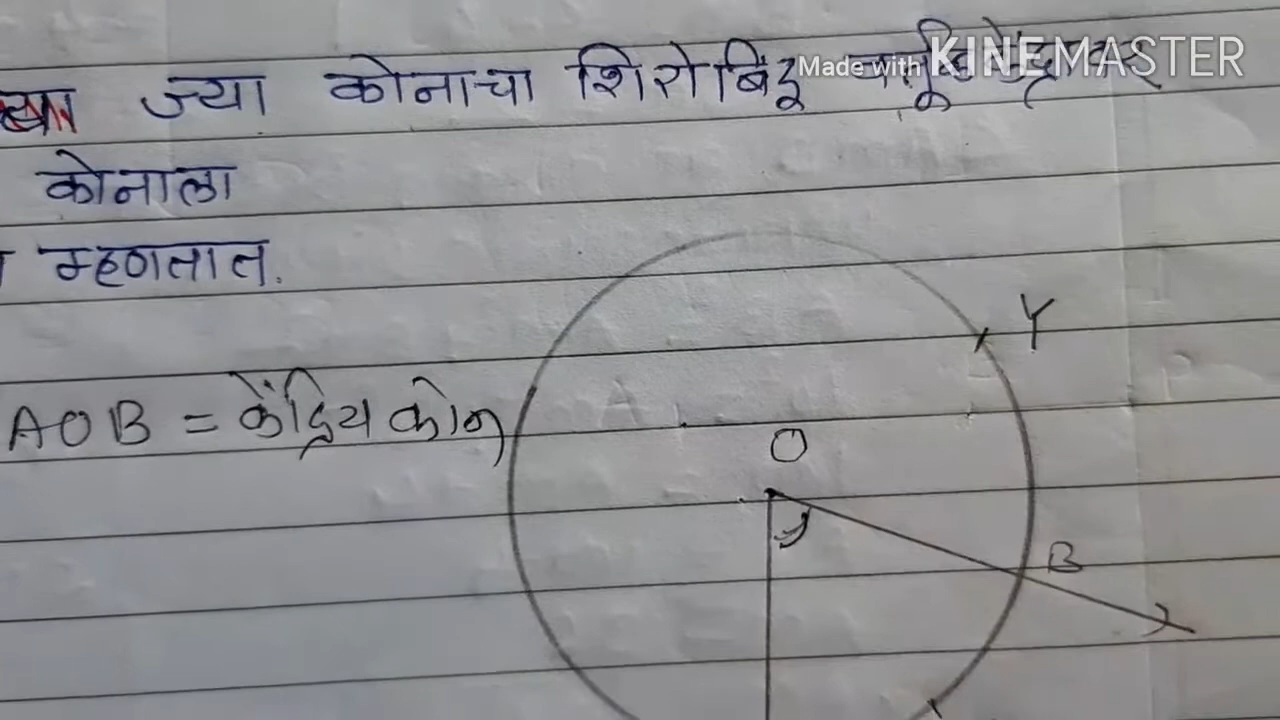 ज्या कोनाचा शिरोबिंदू
Made with KINEMASTER
कोनाला
म्हणतात.
Y
AOB = केंद्रिय कोन
O
B